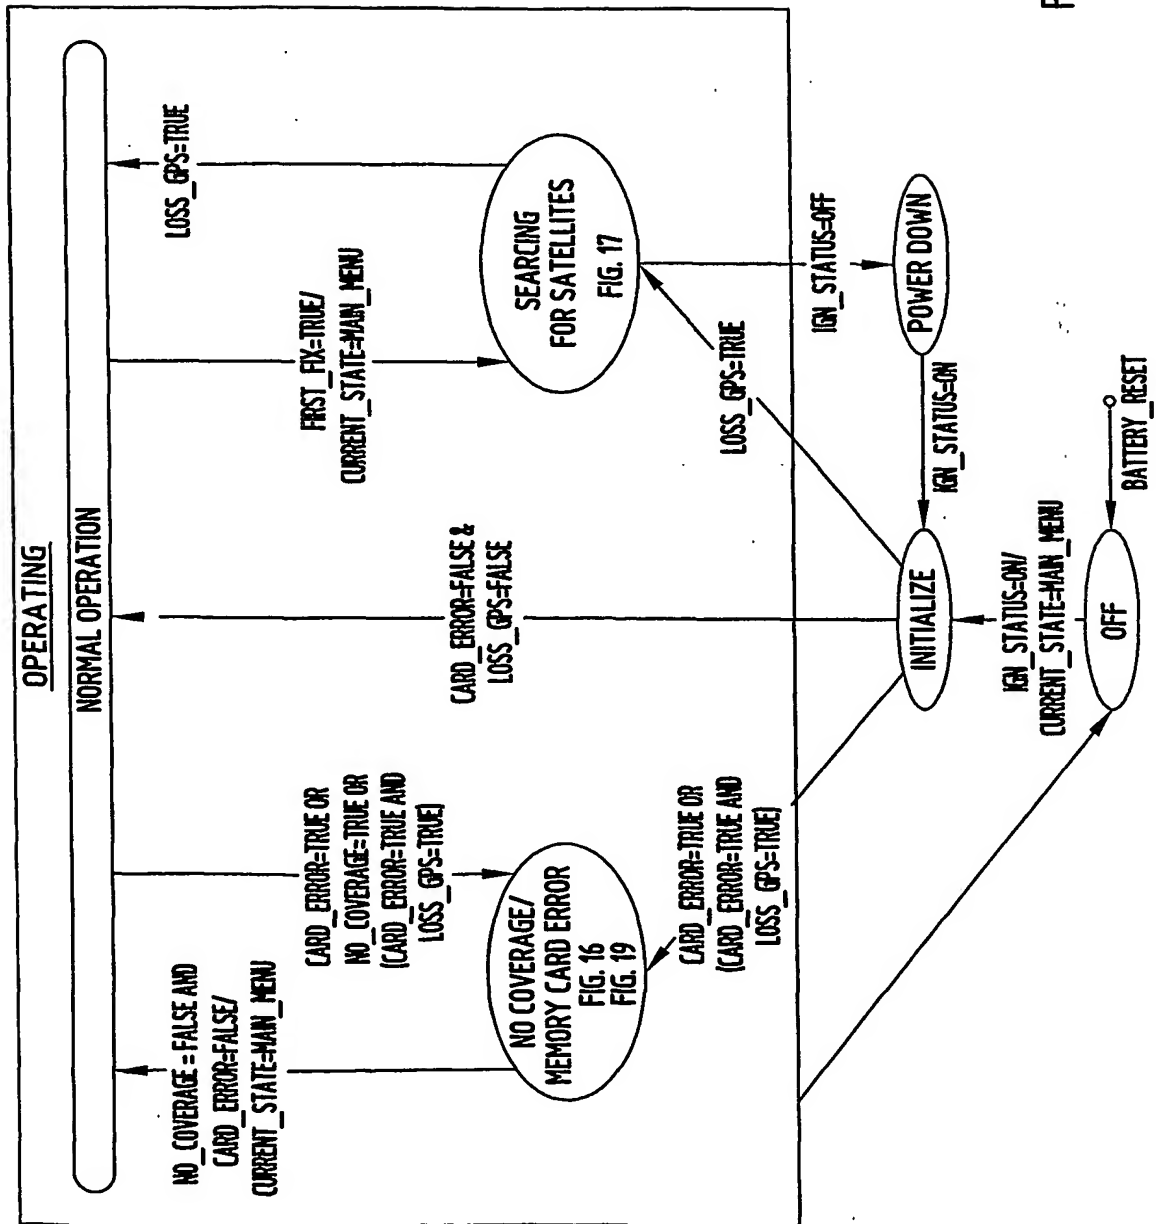 OPERATING
NORMAL OPERATION
NO_COVERAGE = FALSE AND
CARD_ERROR=FALSE/
CURRENT_STATE=MAIN_MENU
CARD_ERROR=TRUE OR
NO_COVERAGE=TRUE OR
(CARD_ERROR=TRUE AND
LOSS_GPS=TRUE)
CARD_ERROR=FALSE &
LOSS_GPS=FALSE
FIRST_FIX=TRUE/
CURRENT_STATE=MAIN_MENU
LOSS_GPS=TRUE
NO COVERAGE/
MEMORY CARD ERROR
FIG. 16
FIG. 19
SEARCING
FOR SATELLITES
FIG. 17
CARD_ERROR=TRUE OR
(CARD_ERROR=TRUE AND
LOSS_GPS=TRUE)
LOSS_GPS=TRUE
IGN_STATUS=OFF
INITIALIZE
IGN_STATUS=ON
POWER DOWN
IGN_STATUS=ON/
CURRENT_STATE=MAIN_MENU
OFF
BATTERY_RESET